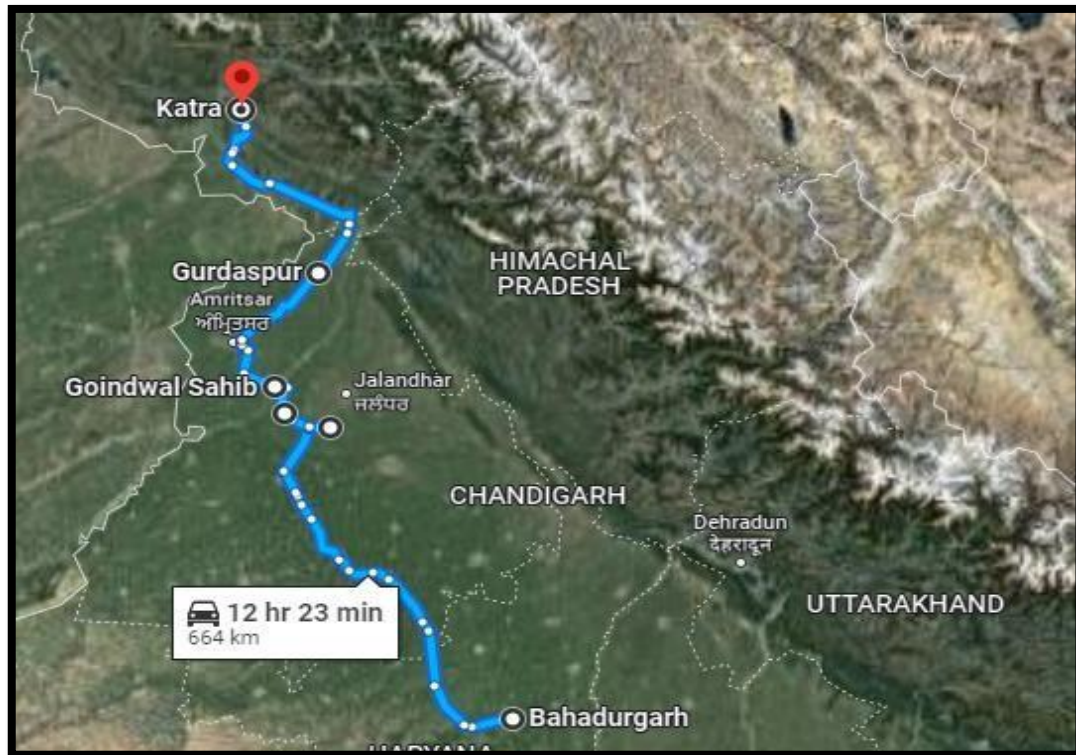 Katra
HIMACHAL
PRADESH
Gurdaspur
Amritsar
ਅੰਮ੍ਰਿਤਸਰ
Goindwal Sahib
Jalandhar
ਜਲੰਧਰ
CHANDIGARH
Dehradun
देहरादून
12 hr 23 min
664 km
UTTARAKHAND
Bahadurgarh
HARYANA